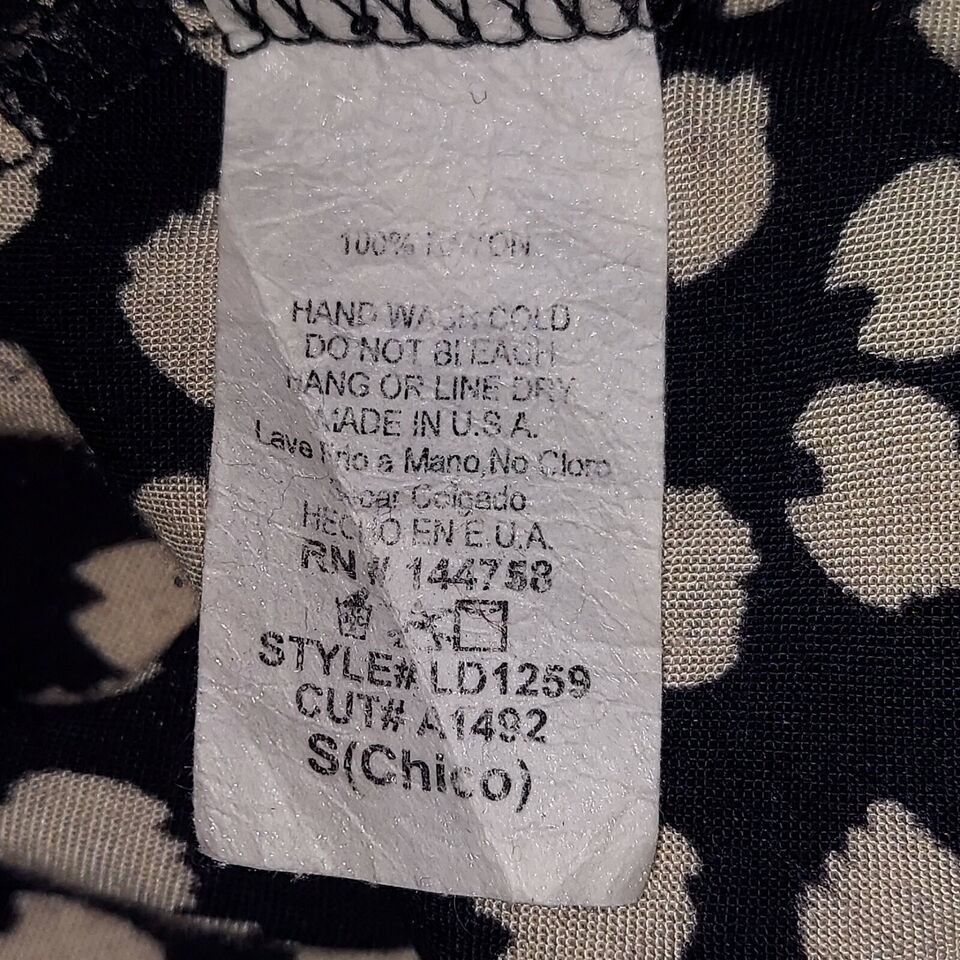 100%
HAND WASH COLD
DO NOT BLEACH
HANG OR LINE DRY
MADE IN U.S.A.
Lave Frio a Mano,No Cloro
Secar Colgado
HECHO EN E.U.A.
RN # 144758
STYLE# LD1259
CUT# A1492
S(Chico)